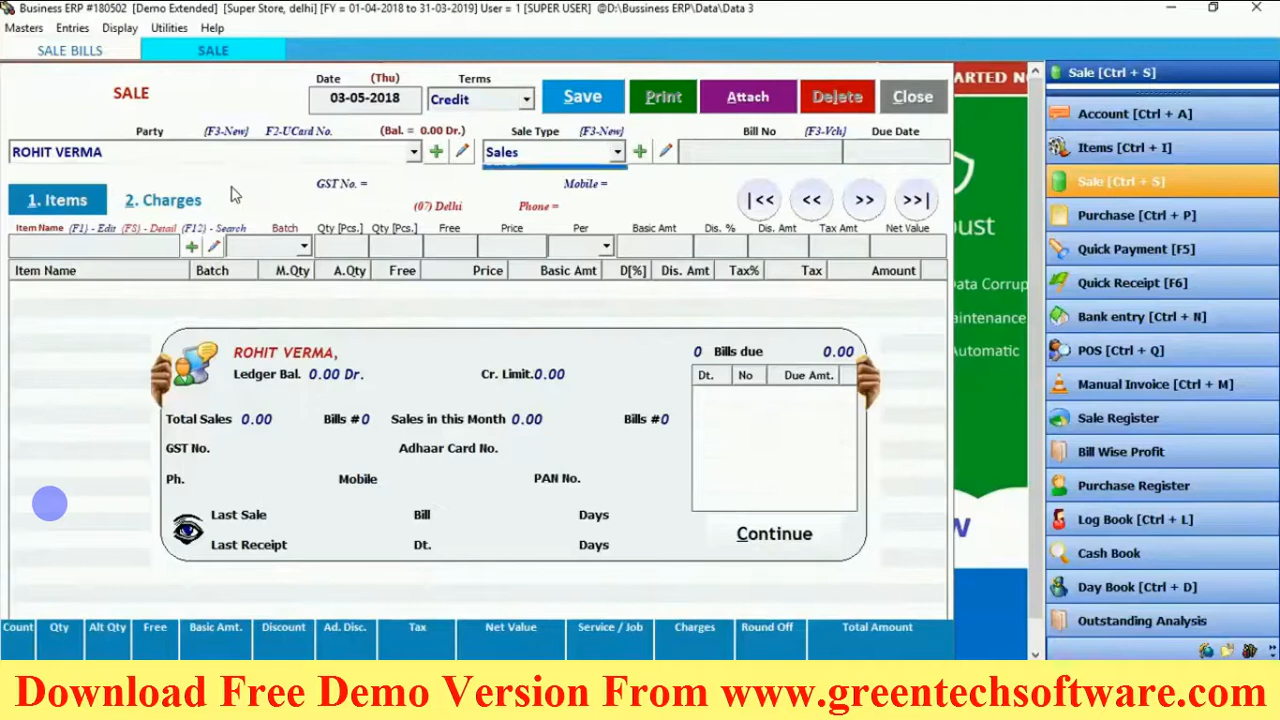 Business ERP #180502 [Demo Extended] [Super Store, delhi] [FY = 01-04-2018 to 31-03-2019] User = 1 [SUPER USER] @D:\Bussiness ERP\Data\Data 3
Masters Entries Display Utilities Help
SALE BILLS SALE
SALE
Date (Thu) Terms
03-05-2018 Credit Save Print Attach Delete Close
Party (F3-New) F2-UCard No. (Bal. = 0.00 Dr.) Sale Type (F3-New) Bill No (F3-Vch) Due Date
ROHIT VERMA Sales
1. Items 2. Charges GST No. = Mobile =
(07) Delhi Phone =
|<< << >> >>|
Item Name (F1) - Edit (F8) - Detail (F12) - Search Batch Qty [Pcs.] Qty [Pcs.] Free Price Per Basic Amt Dis. % Dis. Amt Tax Amt Net Value
Item Name Batch M.Qty A.Qty Free Price Basic Amt D[%] Dis. Amt Tax% Tax Amount
ROHIT VERMA, 0 Bills due 0.00
Ledger Bal. 0.00 Dr. Cr. Limit.0.00 Dt. No Due Amt.
Total Sales 0.00 Bills #0 Sales in this Month 0.00 Bills #0
GST No. Adhaar Card No.
Ph. Mobile PAN No.
Last Sale Bill Days
Last Receipt Dt. Days
Continue
Count Qty Alt Qty Free Basic Amt. Discount Ad. Disc. Tax Net Value Service / Job Charges Round Off Total Amount
ARTED N
ust
ata Corrup
aintenance
Automatic
W
Sale [Ctrl + S]
Account [Ctrl + A]
Items [Ctrl + I]
Sale [Ctrl + S]
Purchase [Ctrl + P]
Quick Payment [F5]
Quick Receipt [F6]
Bank entry [Ctrl + N]
POS [Ctrl + Q]
Manual Invoice [Ctrl + M]
Sale Register
Bill Wise Profit
Purchase Register
Log Book [Ctrl + L]
Cash Book
Day Book [Ctrl + D]
Outstanding Analysis
Download Free Demo Version From www.greentechsoftware.com